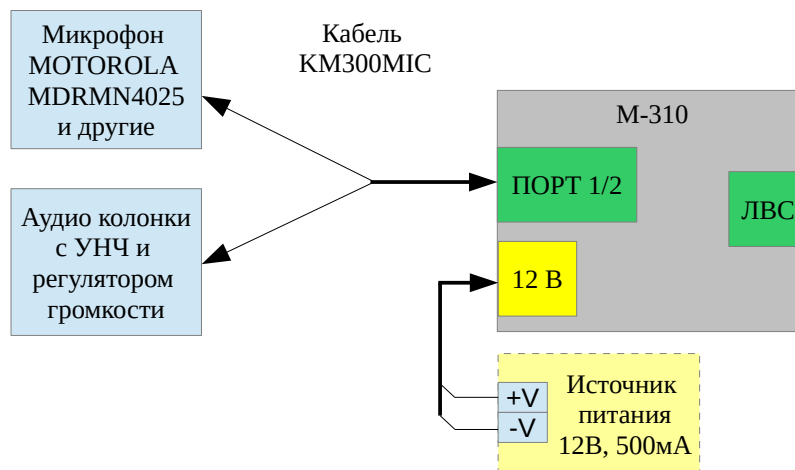 Микрофон
MOTOROLA
MDRMN4025
и другие
Кабель
KM300MIC
Аудио колонки
с УНЧ и
регулятором
громкости
М-310
ПОРТ 1/2
ЛВС
12 В
+V
-V
Источник
питания
12В, 500мА